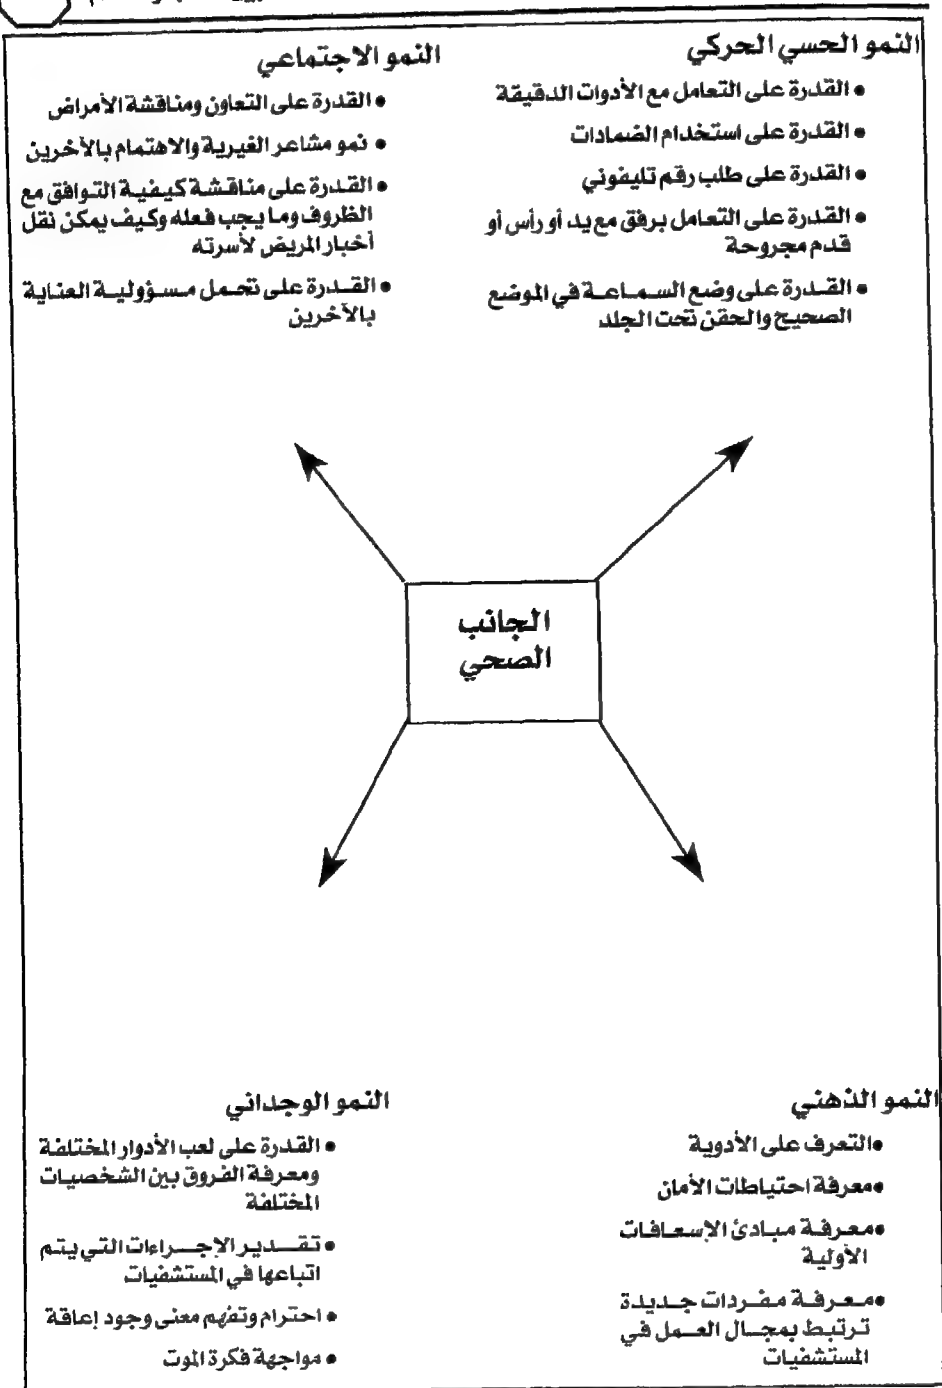 النمو الحسي الحركي
• القدرة على التعامل مع الأدوات الدقيقة
• القدرة على استخدام الضمادات
• القدرة على طلب رقم تليفوني
• القدرة على التعامل برفق مع يد أو رأس أو
قدم مجروحة
• القدرة على وضع السماعة في الموضع
الصحيح والحقن تحت الجلد
النمو الاجتماعي
• القدرة على التعاون ومناقشة الأمراض
• نمو مشاعر الغيرية والاهتمام بالآخرين
• القدرة على مناقشة كيفية التوافق مع
الظروف وما يجب فعله وكيف يمكن نقل
أخبار المريض لأسرته
• القدرة على تحمل مسؤولية العناية
بالآخرين
الجانب
الصحي
النمو الذهني
•التعرف على الأدوية
•معرفة احتياطات الأمان
•معرفة مبادئ الإسعافات
الأولية
•معرفة مفردات جديدة
ترتبط بمجال العمل في
المستشفيات
النمو الوجداني
• القدرة على لعب الأدوار المختلفة
ومعرفة الفروق بين الشخصيات
المختلفة
• تقدير الإجراءات التي يتم
اتباعها في المستشفيات
• احترام وتفهم معنى وجود إعاقة
• مواجهة فكرة الموت